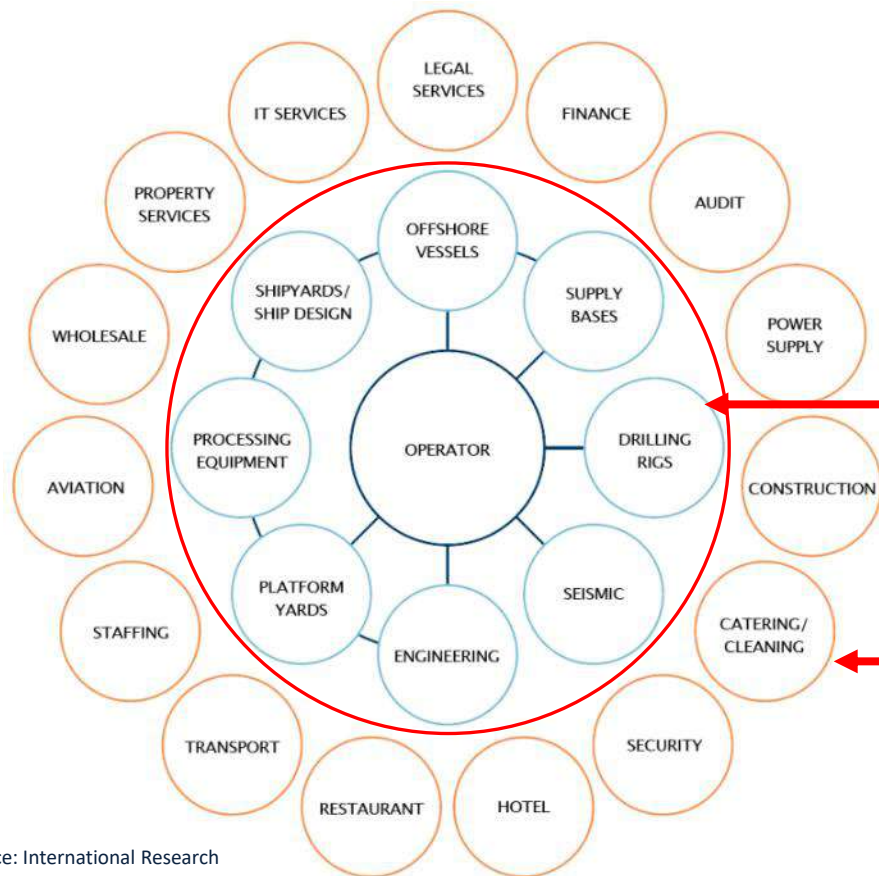 LEGAL
SERVICES
IT SERVICES
FINANCE
PROPERTY
SERVICES
AUDIT
OFFSHORE
VESSELS
SHIPYARDS/
SHIP DESIGN
SUPPLY
BASES
WHOLESALE
POWER
SUPPLY
PROCESSING
EQUIPMENT
OPERATOR
DRILLING
RIGS
AVIATION
CONSTRUCTION
PLATFORM
YARDS
SEISMIC
STAFFING
ENGINEERING
CATERING/
CLEANING
TRANSPORT
SECURITY
RESTAURANT
HOTEL
ce: International Research